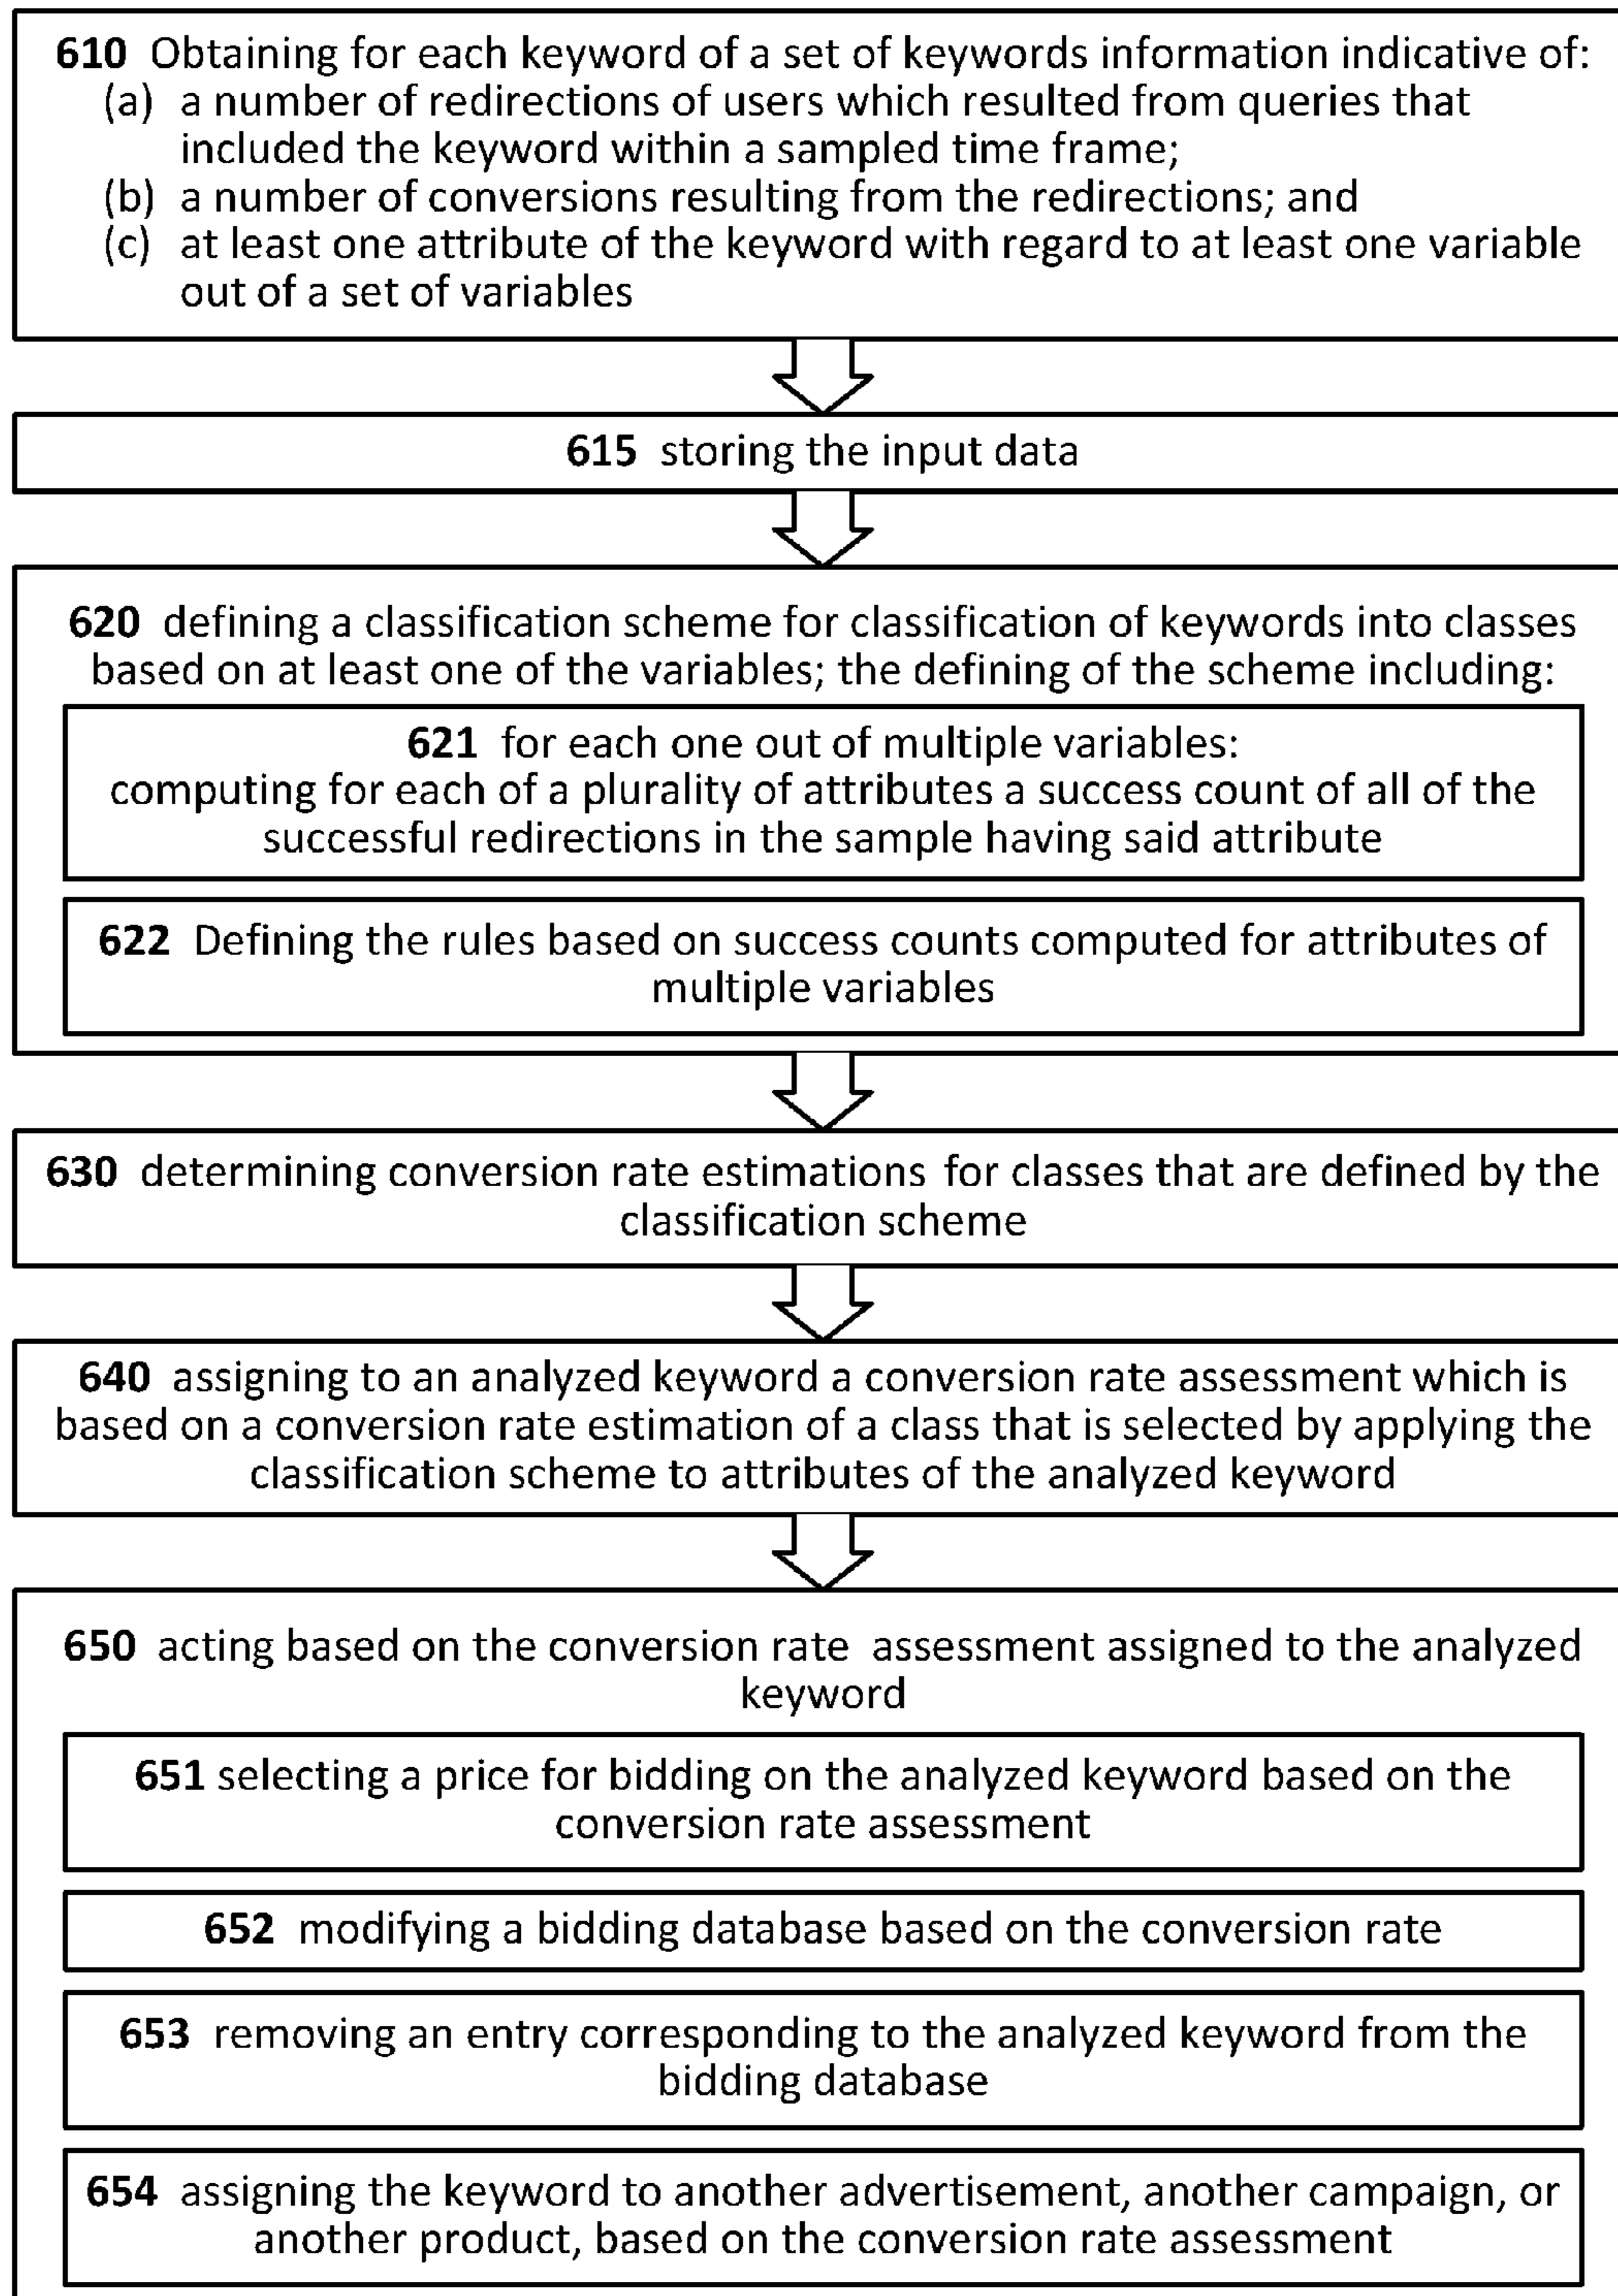 610 Obtaining for each keyword of a set of keywords information indicative of:
(a) a number of redirections of users which resulted from queries that
included the keyword within a sampled time frame;
(b) a number of conversions resulting from the redirections; and
(c) at least one attribute of the keyword with regard to at least one variable
out of a set of variables
615 storing the input data
620 defining a classification scheme for classification of keywords into classes
based on at least one of the variables; the defining of the scheme including:
621 for each one out of multiple variables:
computing for each of a plurality of attributes a success count of all of the
successful redirections in the sample having said attribute
622 Defining the rules based on success counts computed for attributes of
multiple variables
630 determining conversion rate estimations for classes that are defined by the
classification scheme
640 assigning to an analyzed keyword a conversion rate assessment which is
based on a conversion rate estimation of a class that is selected by applying the
classification scheme to attributes of the analyzed keyword
650 acting based on the conversion rate assessment assigned to the analyzed
keyword
651 selecting a price for bidding on the analyzed keyword based on the
conversion rate assessment
652 modifying a bidding database based on the conversion rate
653 removing an entry corresponding to the analyzed keyword from the
bidding database
654 assigning the keyword to another advertisement, another campaign, or
another product, based on the conversion rate assessment